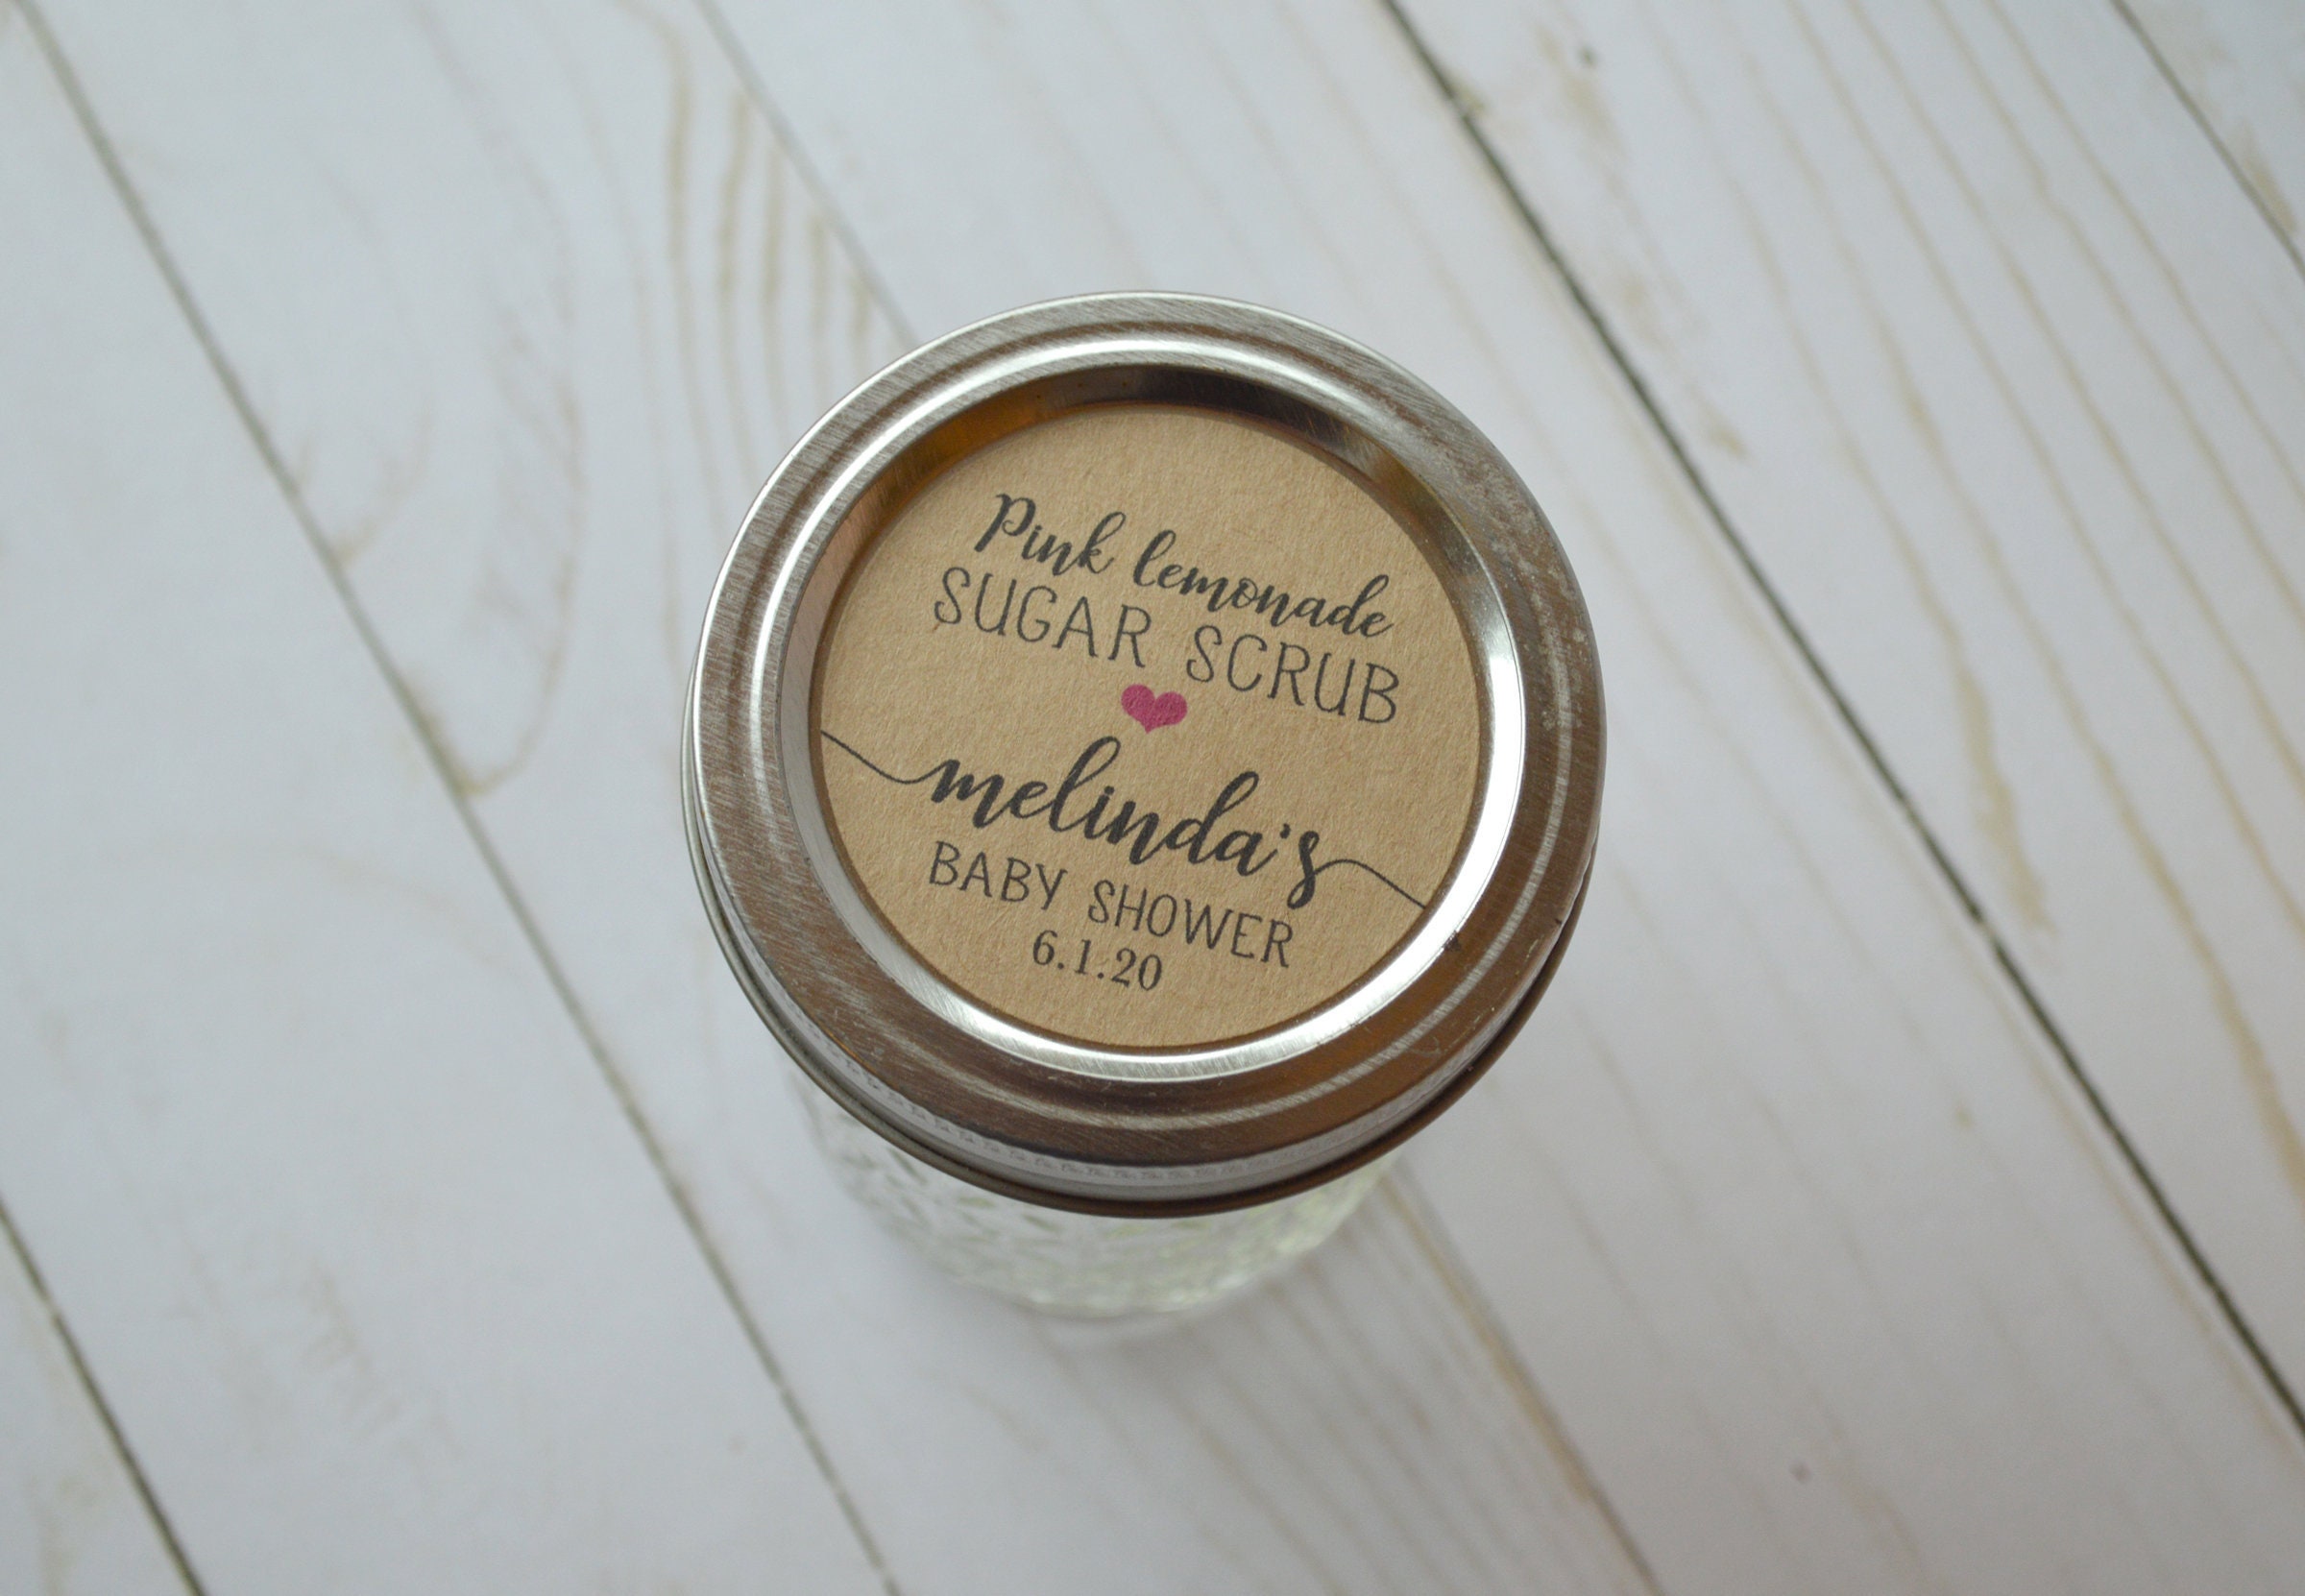 Pink lemonade
SUGAR SCRUB
melinda's
BABY SHOWER
6.1.20